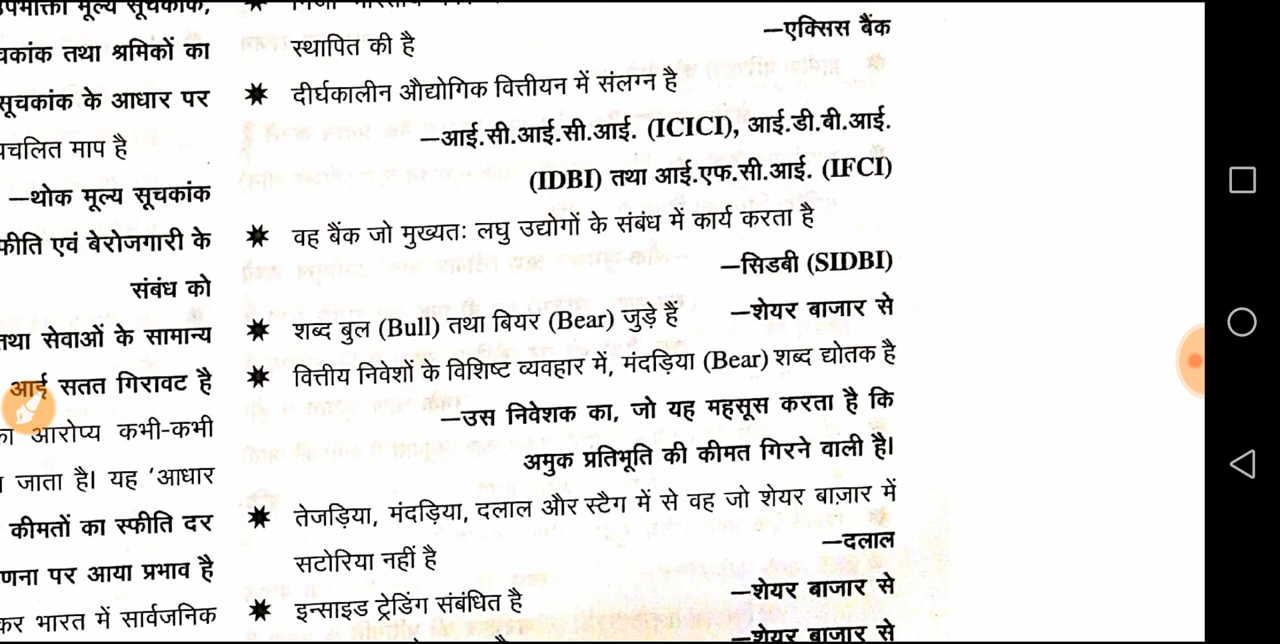 मूल्य सूचकांक,
तथा श्रमिकों का
सूचकांक के आधार पर
प्रचलित माप है
—थोक मूल्य सूचकांक
एवं बेरोजगारी के
संबंध को
तथा सेवाओं के सामान्य
आई सतत गिरावट है
आरोप्य कभी-कभी
जाता है। यह ‘आधार
कीमतों का स्फीति दर
पर आया प्रभाव है
भारत में सार्वजनिक
स्थापित की है
—एक्सिस बैंक
✷ दीर्घकालीन औद्योगिक वित्तीयन में संलग्न है
—आई.सी.आई.सी.आई. (ICICI), आई.डी.बी.आई.
(IDBI) तथा आई.एफ.सी.आई. (IFCI)
✷ वह बैंक जो मुख्यतः लघु उद्योगों के संबंध में कार्य करता है
—सिडबी (SIDBI)
✷ शब्द बुल (Bull) तथा बियर (Bear) जुड़े हैं —शेयर बाजार से
✷ वित्तीय निवेशों के विशिष्ट व्यवहार में, मंदड़िया (Bear) शब्द द्योतक है
—उस निवेशक का, जो यह महसूस करता है कि
अमुक प्रतिभूति की कीमत गिरने वाली है।
✷ तेजड़िया, मंदड़िया, दलाल और स्टैग में से वह जो शेयर बाज़ार में
सटोरिया नहीं है —दलाल
✷ इन्साइड ट्रेडिंग संबंधित है —शेयर बाजार से
—शेयर बाजार से